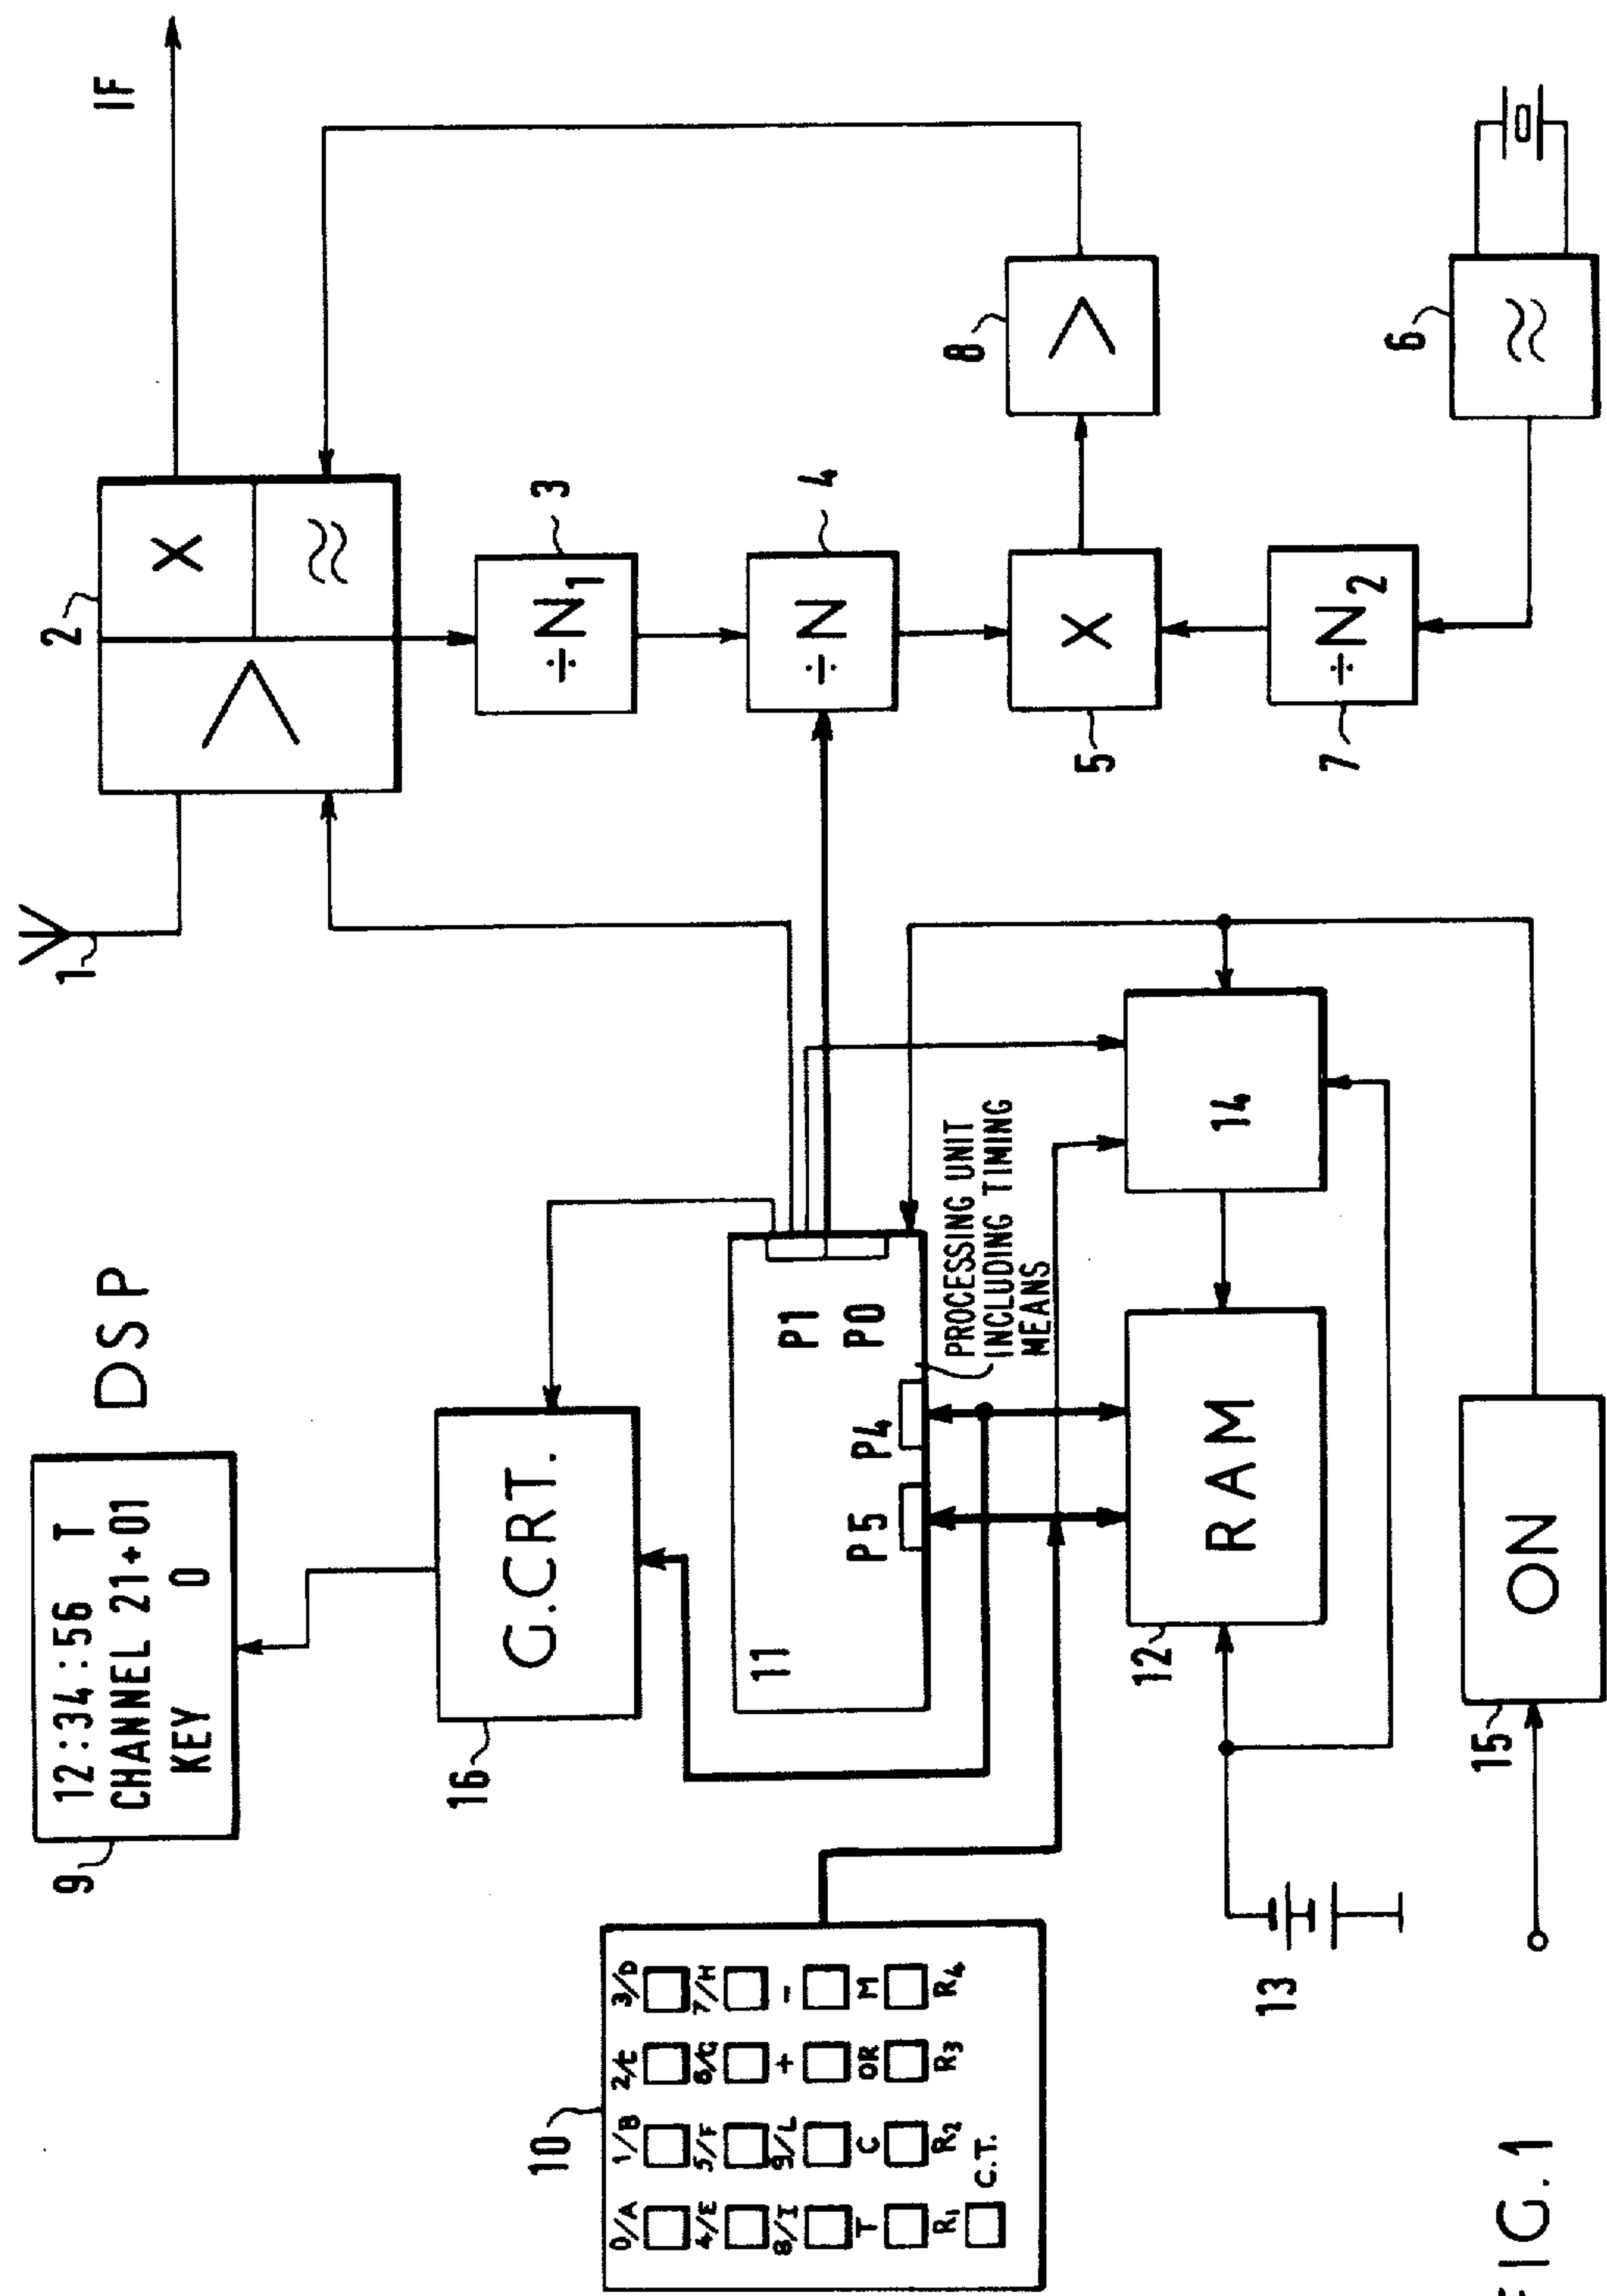 IF
2
X
÷N1
3
÷N
4
X
5
8
÷N2
7
6
1
DSP
12:34:56 T
CHANNEL 21+01
KEY 0
9
G.CRT.
16
11
P1
P0
P4
P5
PROCESSING UNIT
INCLUDING TIMING
MEANS
14
RAM
12
ON
15
13
10
0/A 1/B 2/C 3/D
4/E 5/F 6/G 7/H
8/I 9/L + -
T C OR M
R1 R2 R3 R4
C.T.
FIG.1